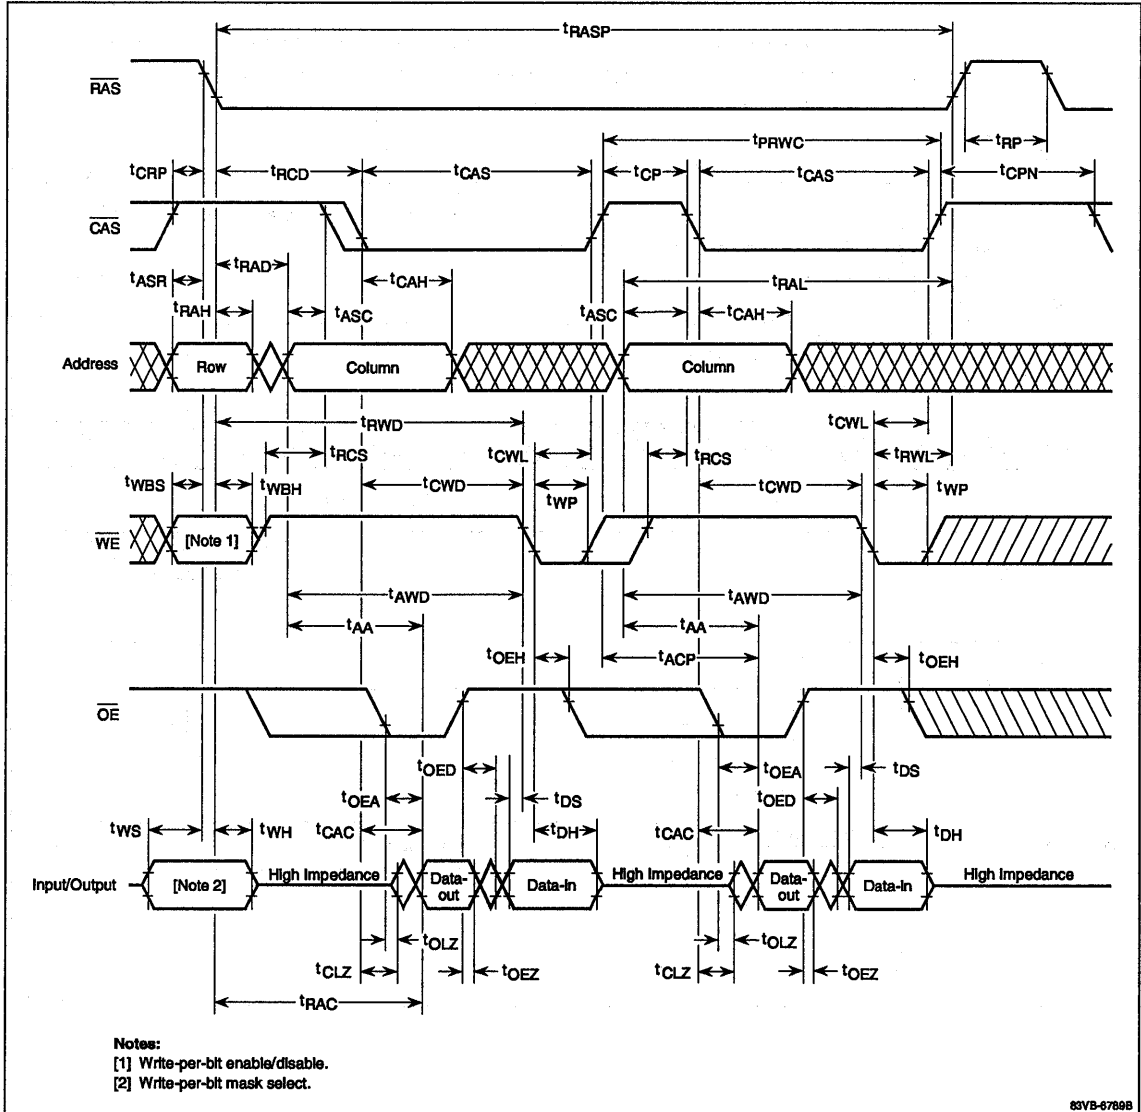 tRASP
RAS
tPRWC
tRP
tCRP
tRCD
tCAS
tCP
tCAS
tCPN
CAS
tRAD
tASR
tCAH
tRAL
tRAH
tASC
tASC
tCAH
Address
Row
Column
Column
tRWD
tCWL
tRCS
tCWL
tRCS
tRWL
tWBS
tWBH
tCWD
tWP
tCWD
tWP
WE
[Note 1]
tAWD
tAWD
tAA
tAA
tOEH
tACP
tOEH
OE
tOED
tOEA
tDS
tOEA
tDS
tOED
tWS
tWH
tCAC
tDH
tCAC
tDH
Input/Output
[Note 2]
High Impedance
Data-out
Data-In
High Impedance
Data-out
Data-In
High Impedance
tOLZ
tOLZ
tCLZ
tOEZ
tCLZ
tOEZ
tRAC
Notes:
[1] Write-per-bit enable/disable.
[2] Write-per-bit mask select.
83VB-6789B